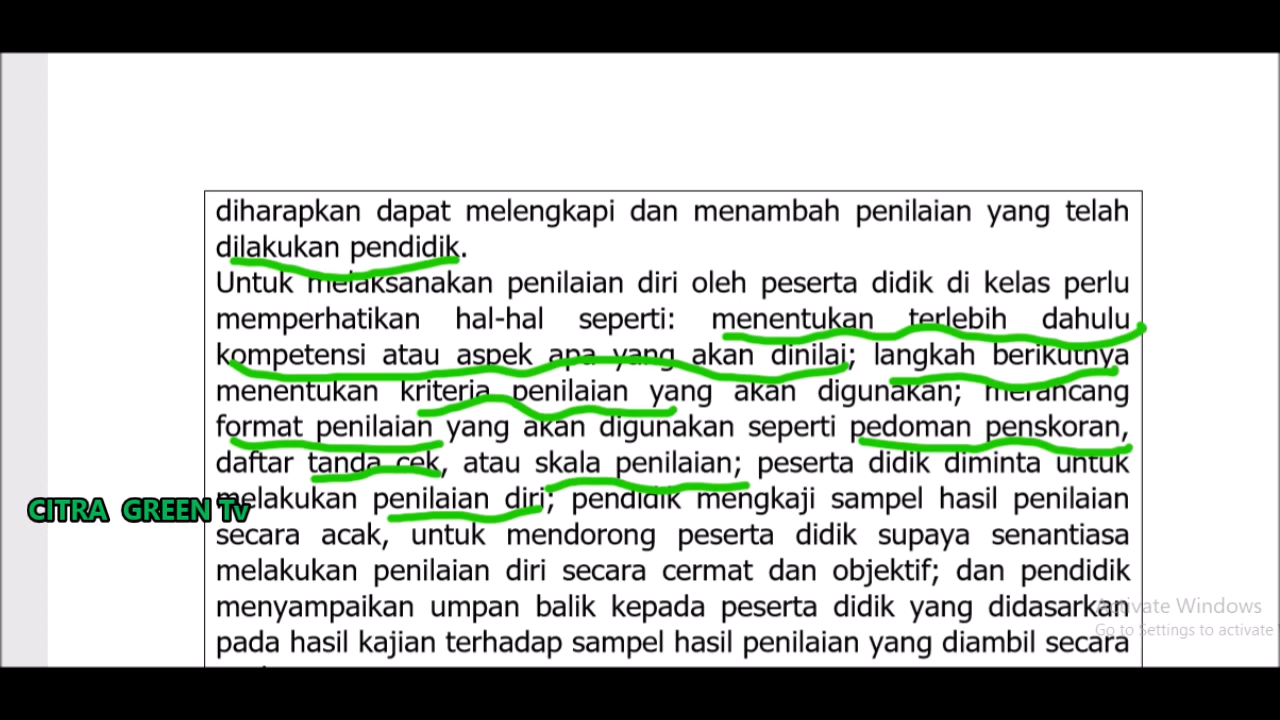 diharapkan dapat melengkapi dan menambah penilaian yang telah
dilakukan pendidik.
Untuk melaksanakan penilaian diri oleh peserta didik di kelas perlu
memperhatikan hal-hal seperti: menentukan terlebih dahulu
kompetensi atau aspek apa yang akan dinilai; langkah berikutnya
menentukan kriteria penilaian yang akan digunakan; merancang
format penilaian yang akan digunakan seperti pedoman penskoran,
daftar tanda cek, atau skala penilaian; peserta didik diminta untuk
melakukan penilaian diri; pendidik mengkaji sampel hasil penilaian
CITRA GREEN Tv
secara acak, untuk mendorong peserta didik supaya senantiasa
melakukan penilaian diri secara cermat dan objektif; dan pendidik
menyampaikan umpan balik kepada peserta didik yang didasarkan
Activate Windows
Go to Settings to activate
pada hasil kajian terhadap sampel hasil penilaian yang diambil secara